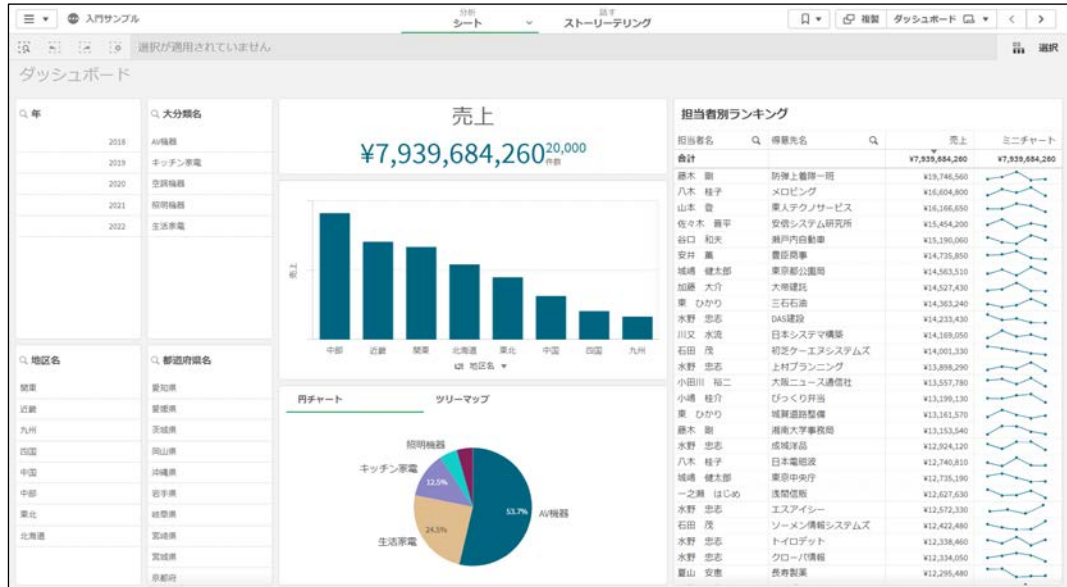 入門サンプル
分析
シート
話す
ストーリーテリング
複製
ダッシュボード
選択が適用されていません
選択
ダッシュボード
年
2018
2019
2020
2021
2022
大分類名
AV機器
キッチン家電
空調機器
照明機器
生活家電
地区名
関東
近畿
九州
四国
中国
中部
東北
北海道
都道府県名
愛知県
愛媛県
茨城県
岡山県
沖縄県
岩手県
岐阜県
宮崎県
宮城県
京都府
売上
¥7,939,684,260
20,000
件数
売上
中部 近畿 関東 北海道 東北 中国 四国 九州
地区名
円チャート ツリーマップ
照明機器
キッチン家電
12.5%
53.7%
AV機器
24.5%
生活家電
担当者別ランキング
担当者名 得意先名 売上 ミニチャート
合計 ¥7,939,684,260 ¥7,939,684,260
藤木 剛 防弾上着隊一班 ¥19,746,560
八木 桂子 メロビング ¥16,604,800
山本 登 東人テクノサービス ¥16,166,650
佐々木 晋平 安信システム研究所 ¥15,454,200
谷口 和夫 瀬戸内自動車 ¥15,190,060
安井 薫 豊臣商事 ¥14,735,850
城嶋 健太郎 東京都公園局 ¥14,563,510
加藤 大介 大帝建託 ¥14,527,430
東 ひかり 三石石油 ¥14,363,240
水野 忠志 DAS建設 ¥14,233,430
川又 水流 日本システマ構築 ¥14,169,050
石田 茂 初芝ケーエヌシステムズ ¥14,001,330
水野 忠志 上村プランニング ¥13,898,290
小田川 裕二 大阪ニュース通信社 ¥13,557,780
小嶋 桂介 びっくり弁当 ¥13,199,130
東 ひかり 城賀道路整備 ¥13,161,570
藤木 剛 湘南大学事務局 ¥13,153,540
水野 忠志 成城洋品 ¥12,924,120
八木 桂子 日本電磁波 ¥12,740,810
城嶋 健太郎 東京中央庁 ¥12,735,190
一之瀬 はじめ 浅間信販 ¥12,627,630
水野 忠志 エスアイシー ¥12,572,330
石田 茂 ソーメン情報システムズ ¥12,422,480
水野 忠志 トイロデット ¥12,338,460
水野 忠志 クローバ情報 ¥12,334,050
夏山 安恵 長寿製薬 ¥12,295,480